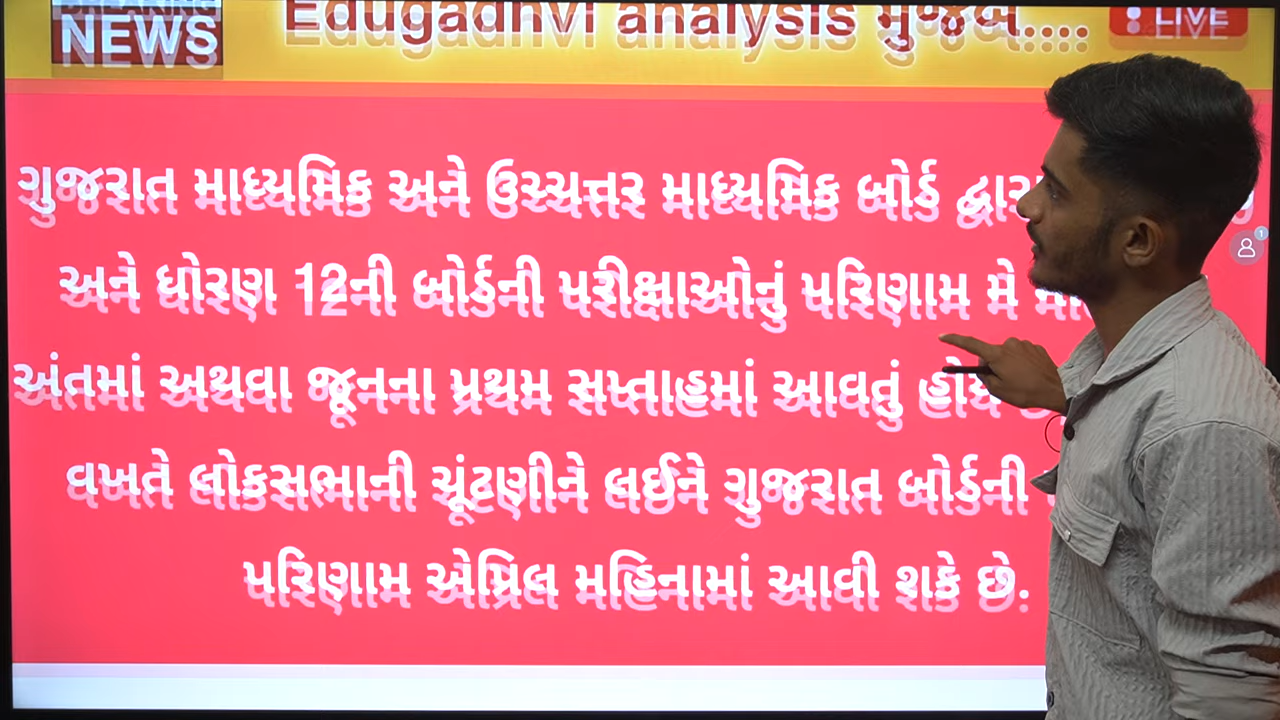 BREAKING
NEWS
Edugadhvi analysis મુજબ....
LIVE
ગુજરાત માધ્યમિક અને ઉચ્ચત્તર માધ્યમિક બોર્ડ
અને ધોરણ 12ની બોર્ડની પરીક્ષાઓનું પરિણામ મે
અંતમાં અથવા જૂનના પ્રથમ સપ્તાહમાં આવતું
વખતે લોકસભાની ચૂંટણીને લઈને ગુજરાત બોર્ડની
પરિણામ એપ્રિલ મહિનામાં આવી શકે છે.
1